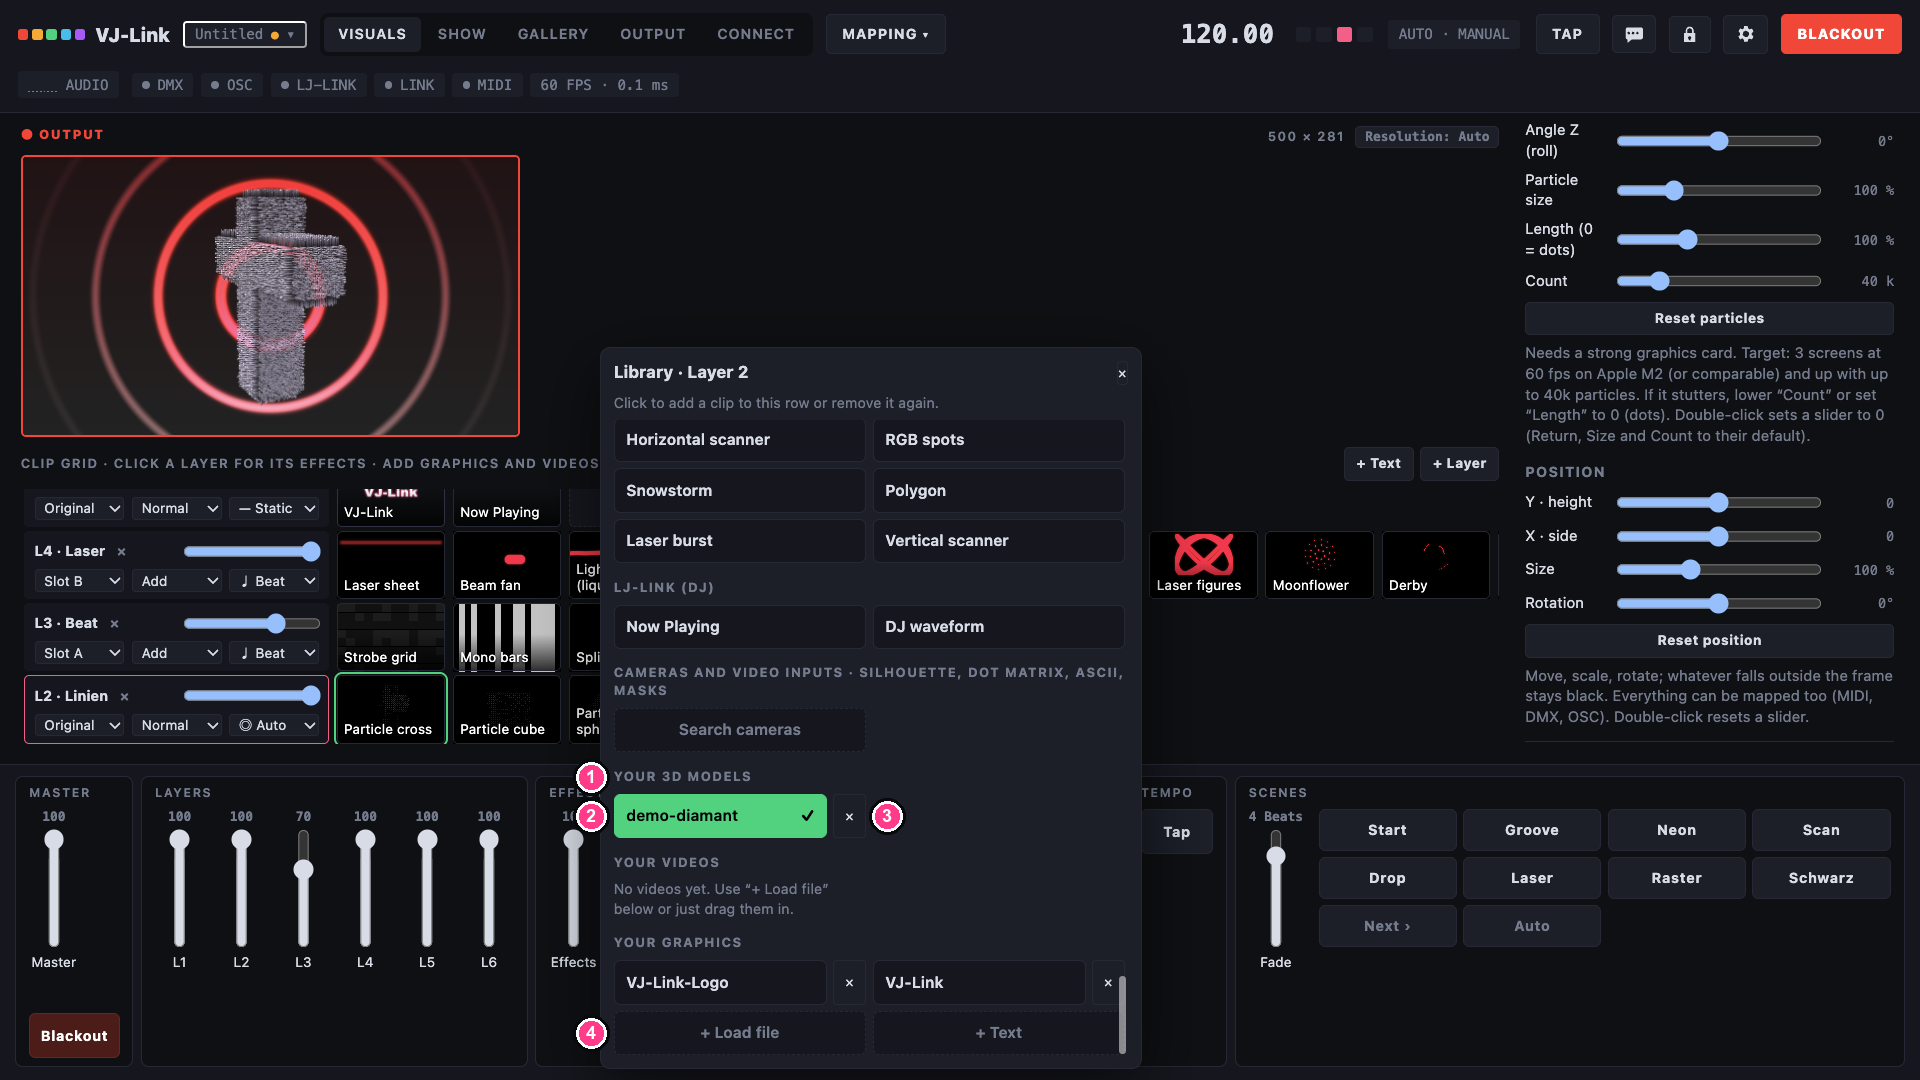 VJ-Link
Untitled
VISUALS
SHOW
GALLERY
OUTPUT
CONNECT
MAPPING
120.00
AUTO · MANUAL
TAP
BLACKOUT
AUDIO
DMX
OSC
LJ-LINK
LINK
MIDI
60 FPS · 0.1 ms
OUTPUT
500 × 281
Resolution: Auto
CLIP GRID · CLICK A LAYER FOR ITS EFFECTS · ADD GRAPHICS AND VIDEOS
+ Text
+ Layer
Original
Normal
— Static
VJ-Link
VJ-Link
Now Playing
L4 · Laser ×
Slot B
Add
♩ Beat
Laser sheet
Beam fan
Laser figures
Moonflower
Derby
L3 · Beat ×
Slot A
Add
♩ Beat
Strobe grid
Mono bars
L2 · Linien ×
Original
Normal
◎ Auto
Particle cross
Particle cube
Library · Layer 2
×
Click to add a clip to this row or remove it again.
Horizontal scanner
RGB spots
Snowstorm
Polygon
Laser burst
Vertical scanner
LJ-LINK (DJ)
Now Playing
DJ waveform
CAMERAS AND VIDEO INPUTS · SILHOUETTE, DOT MATRIX, ASCII,
MASKS
Search cameras
1
YOUR 3D MODELS
2
demo-diamant ✓
×
3
YOUR VIDEOS
No videos yet. Use “+ Load file”
below or just drag them in.
YOUR GRAPHICS
VJ-Link-Logo
×
VJ-Link
×
4
+ Load file
+ Text
Angle Z
(roll)
0°
Particle
size
100 %
Length (0
= dots)
100 %
Count
40 k
Reset particles
Needs a strong graphics card. Target: 3 screens at
60 fps on Apple M2 (or comparable) and up with up
to 40k particles. If it stutters, lower “Count” or set
“Length” to 0 (dots). Double-click sets a slider to 0
(Return, Size and Count to their default).
POSITION
Y · height
0
X · side
0
Size
100 %
Rotation
0°
Reset position
Move, scale, rotate; whatever falls outside the frame
stays black. Everything can be mapped too (MIDI,
DMX, OSC). Double-click resets a slider.
MASTER
100
Master
Blackout
LAYERS
100
100
70
100
100
100
L1
L2
L3
L4
L5
L6
Effects
TEMPO
Tap
SCENES
4 Beats
Fade
Start
Groove
Neon
Scan
Drop
Laser
Raster
Schwarz
Next ›
Auto